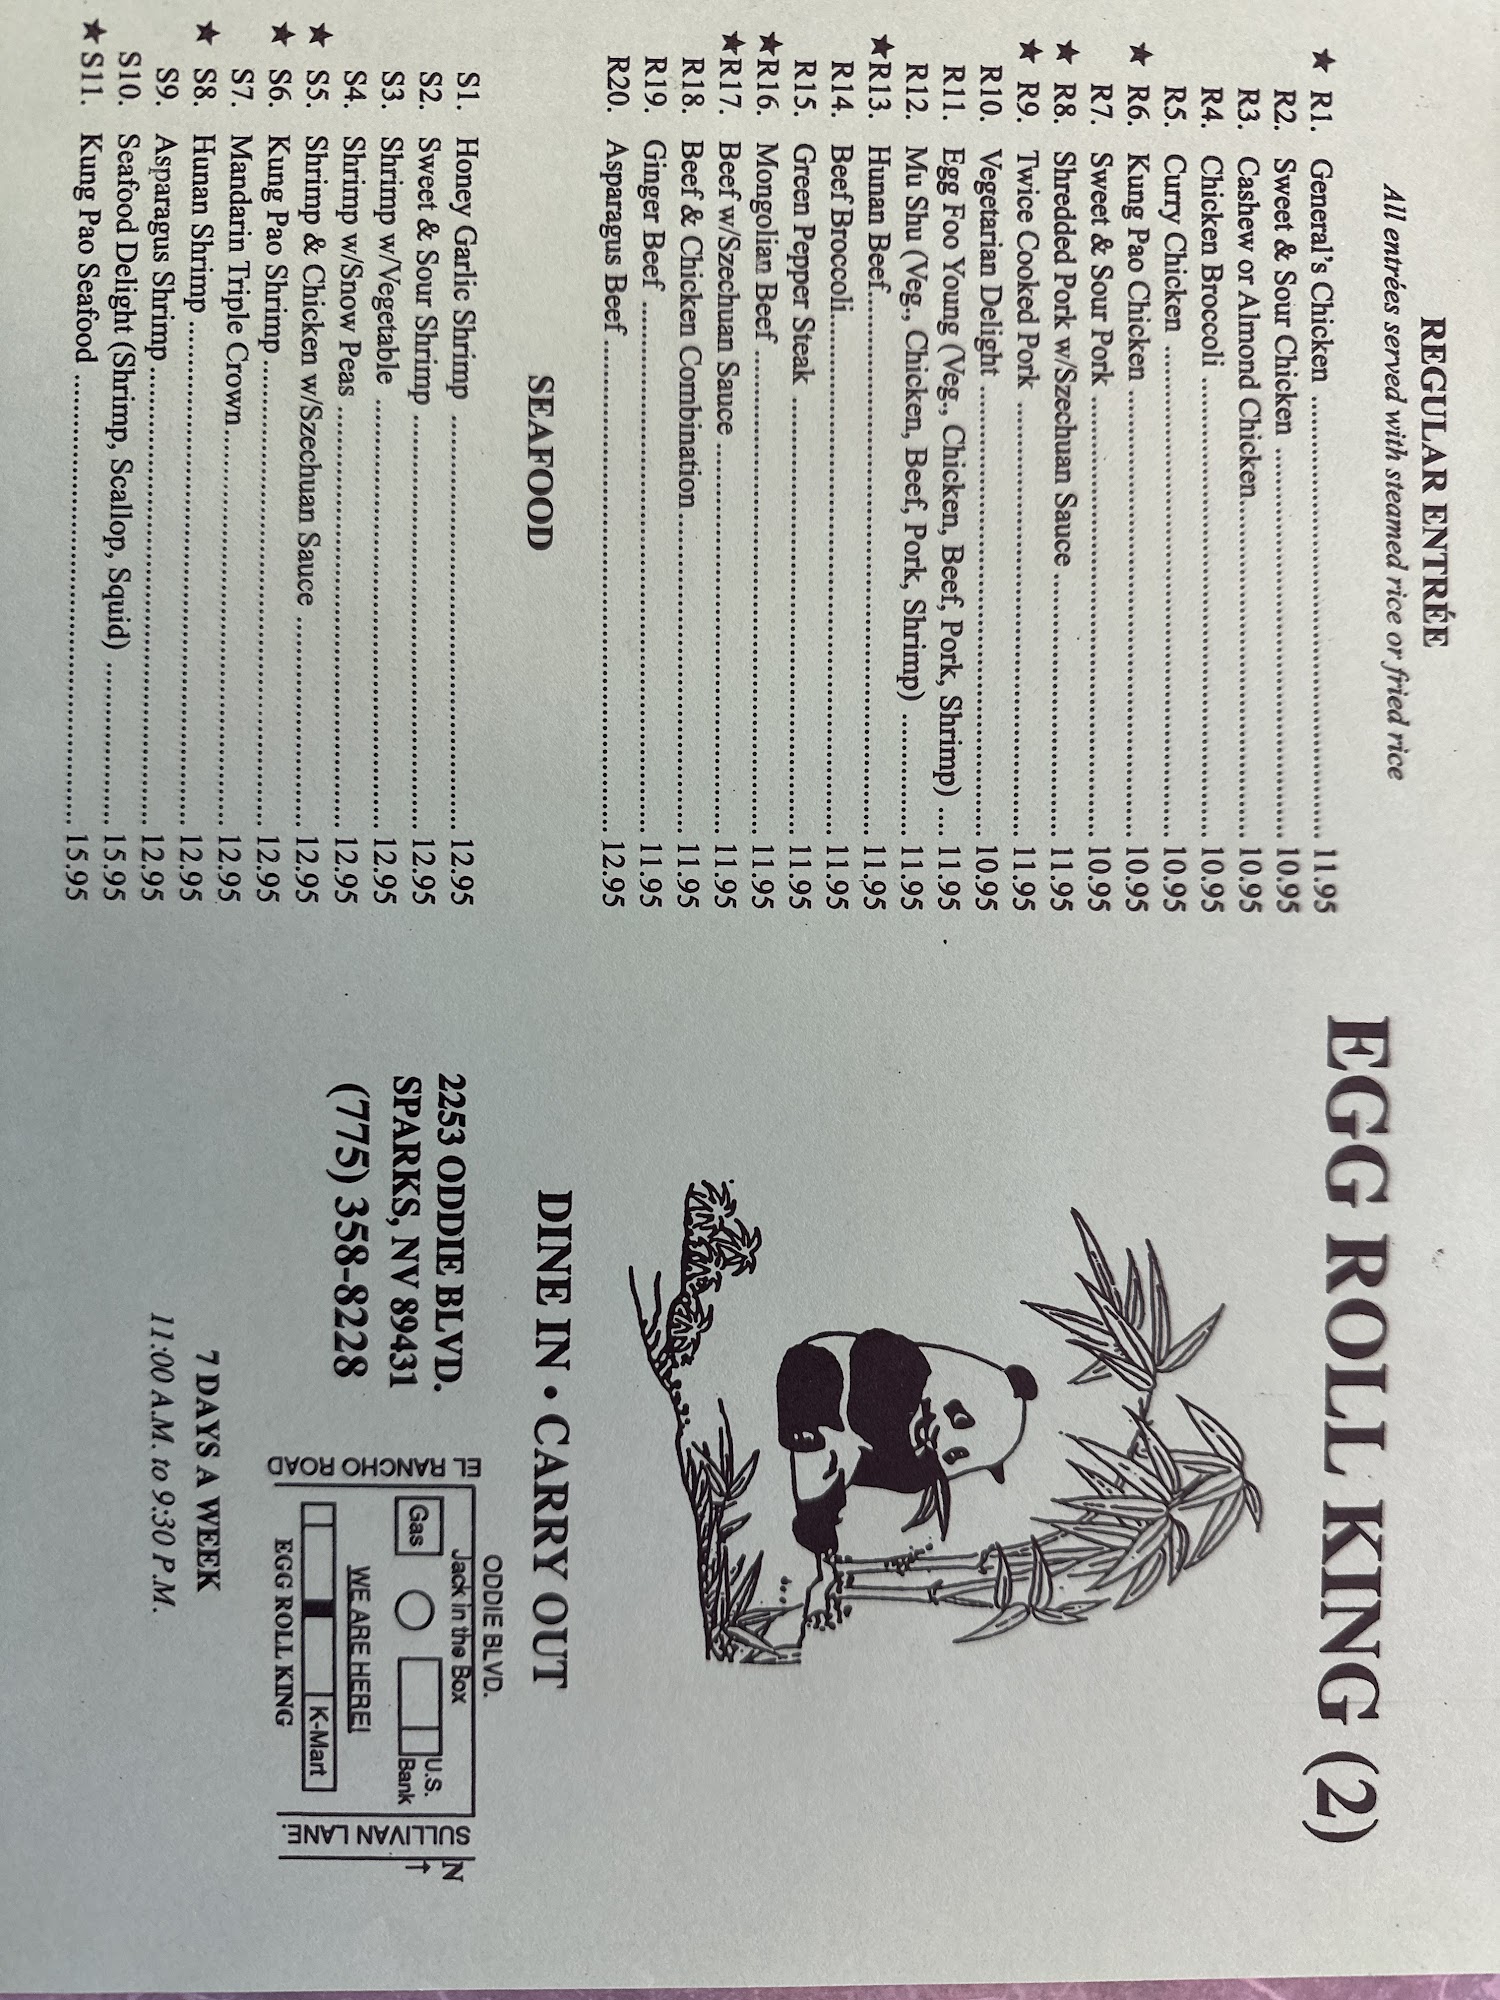 REGULAR ENTRÉE
All entrées served with steamed rice or fried rice
★ R1. General's Chicken .......... 11.95
R2. Sweet & Sour Chicken .......... 10.95
R3. Cashew or Almond Chicken .......... 10.95
R4. Chicken Broccoli .......... 10.95
R5. Curry Chicken .......... 10.95
★ R6. Kung Pao Chicken .......... 10.95
R7. Sweet & Sour Pork .......... 10.95
★ R8. Shredded Pork w/Szechuan Sauce .......... 11.95
★ R9. Twice Cooked Pork .......... 11.95
R10. Vegetarian Delight .......... 10.95
R11. Egg Foo Young (Veg., Chicken, Beef, Pork, Shrimp) .... 11.95
R12. Mu Shu (Veg., Chicken, Beef, Pork, Shrimp) .......... 11.95
★R13. Hunan Beef .......... 11.95
R14. Beef Broccoli .......... 11.95
R15. Green Pepper Steak .......... 11.95
★R16. Mongolian Beef .......... 11.95
★R17. Beef w/Szechuan Sauce .......... 11.95
R18. Beef & Chicken Combination .......... 11.95
R19. Ginger Beef .......... 11.95
R20. Asparagus Beef .......... 12.95
SEAFOOD
S1. Honey Garlic Shrimp .......... 12.95
S2. Sweet & Sour Shrimp .......... 12.95
S3. Shrimp w/Vegetable .......... 12.95
S4. Shrimp w/Snow Peas .......... 12.95
★ S5. Shrimp & Chicken w/Szechuan Sauce .......... 12.95
★ S6. Kung Pao Shrimp .......... 12.95
S7. Mandarin Triple Crown .......... 12.95
★ S8. Hunan Shrimp .......... 12.95
S9. Asparagus Shrimp .......... 12.95
S10. Seafood Delight (Shrimp, Scallop, Squid) .......... 15.95
★ S11. Kung Pao Seafood .......... 15.95
EGG ROLL KING (2)
DINE IN • CARRY OUT
2253 ODDIE BLVD.
SPARKS, NV 89431
(775) 358-8228
ODDIE BLVD.
Jack in the Box
Gas
U.S.
Bank
WE ARE HERE!
K-Mart
EGG ROLL KING
EL RANCHO ROAD
SULLIVAN LANE.
N
7 DAYS A WEEK
11:00 A.M. to 9:30 P.M.